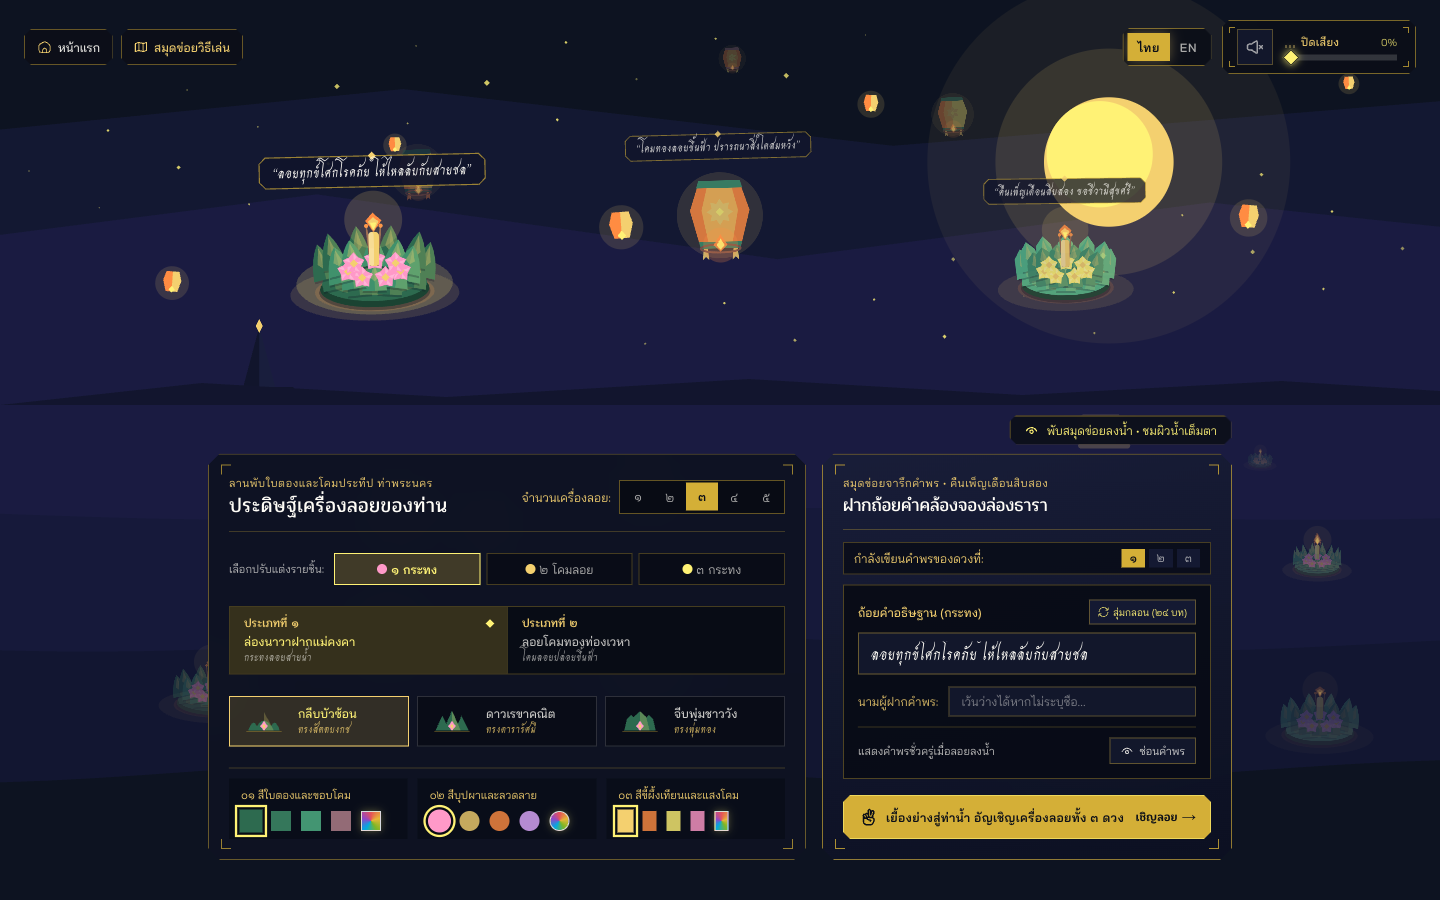 หน้าแรก
สมุดข่อยวิธีเล่น
ไทย
EN
ปิดเสียง
0%
“ลอยทุกข์โศกโรคภัย ให้ไหลลับกับสายชล”
“โคมทองลอยขึ้นฟ้า ปรารถนาสิ่งใดสมหวัง”
“คืนเพ็ญเดือนสิบสอง ขอชีวามีสุขศรี”
พับสมุดข่อยลงน้ำ • ชมผิวน้ำเต็มตา
ลานพับใบตองและโคมประทีป ท่าพระนคร
ประดิษฐ์เครื่องลอยของท่าน
จำนวนเครื่องลอย:
๑ ๒ ๓ ๔ ๕
เลือกปรับแต่งรายชิ้น:
๑ กระทง
๒ โคมลอย
๓ กระทง
ประเภทที่ ๑
ล่องนาวาฝากแม่คงคา
กระทงลอยสายน้ำ
ประเภทที่ ๒
ลอยโคมทองท่องเวหา
โคมลอยปล่อยขึ้นฟ้า
กลีบบัวซ้อน
ทรงสัตตบงกช
ดาวเรขาคณิต
ทรงดารารัศมี
จีบพุ่มชาววัง
ทรงพุ่มทอง
๐๑ สีใบตองและขอบโคม
๐๒ สีบุปผาและลวดลาย
๐๓ สีขี้ผึ้งเทียนและแสงโคม
สมุดข่อยจารึกคำพร • คืนเพ็ญเดือนสิบสอง
ฝากถ้อยคำคล้องจองล่องธารา
กำลังเขียนคำพรของดวงที่:
๑ ๒ ๓
ถ้อยคำอธิษฐาน (กระทง)
สุ่มกลอน (๒๔ บท)
ลอยทุกข์โศกโรคภัย ให้ไหลลับกับสายชล
นามผู้ฝากคำพร:
เว้นว่างได้หากไม่ระบุชื่อ...
แสดงคำพรชั่วครู่เมื่อลอยลงน้ำ
ซ่อนคำพร
เยื้องย่างสู่ท่าน้ำ อัญเชิญเครื่องลอยทั้ง ๓ ดวง
เชิญลอย →